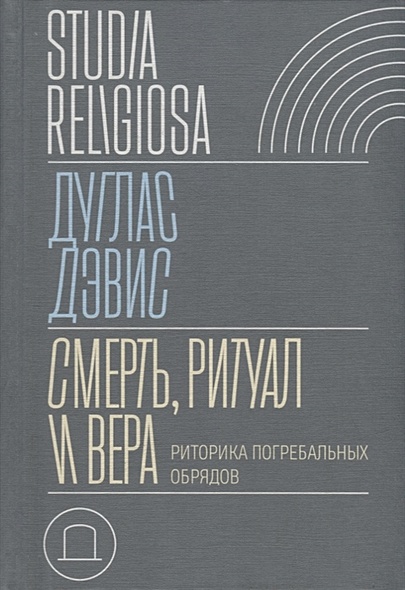 STUDIA
RELIGIOSA
ДУГЛАС
ДЭВИС
СМЕРТЬ, РИТУАЛ
И ВЕРА
РИТОРИКА ПОГРЕБАЛЬНЫХ
ОБРЯДОВ